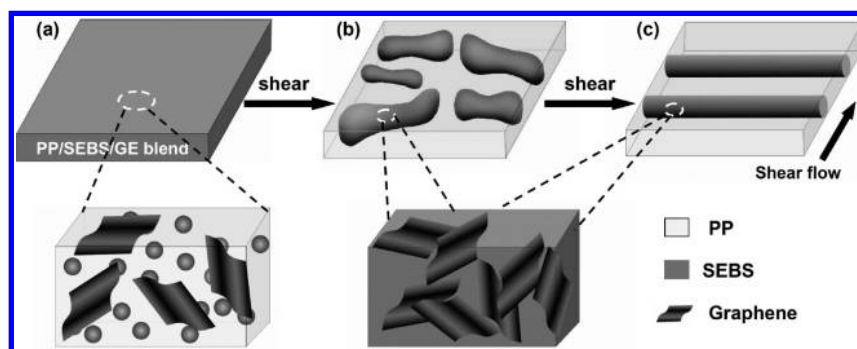 (a)
(b)
(c)
shear
shear
PP/SEBS/GE blend
Shear flow
PP
SEBS
Graphene